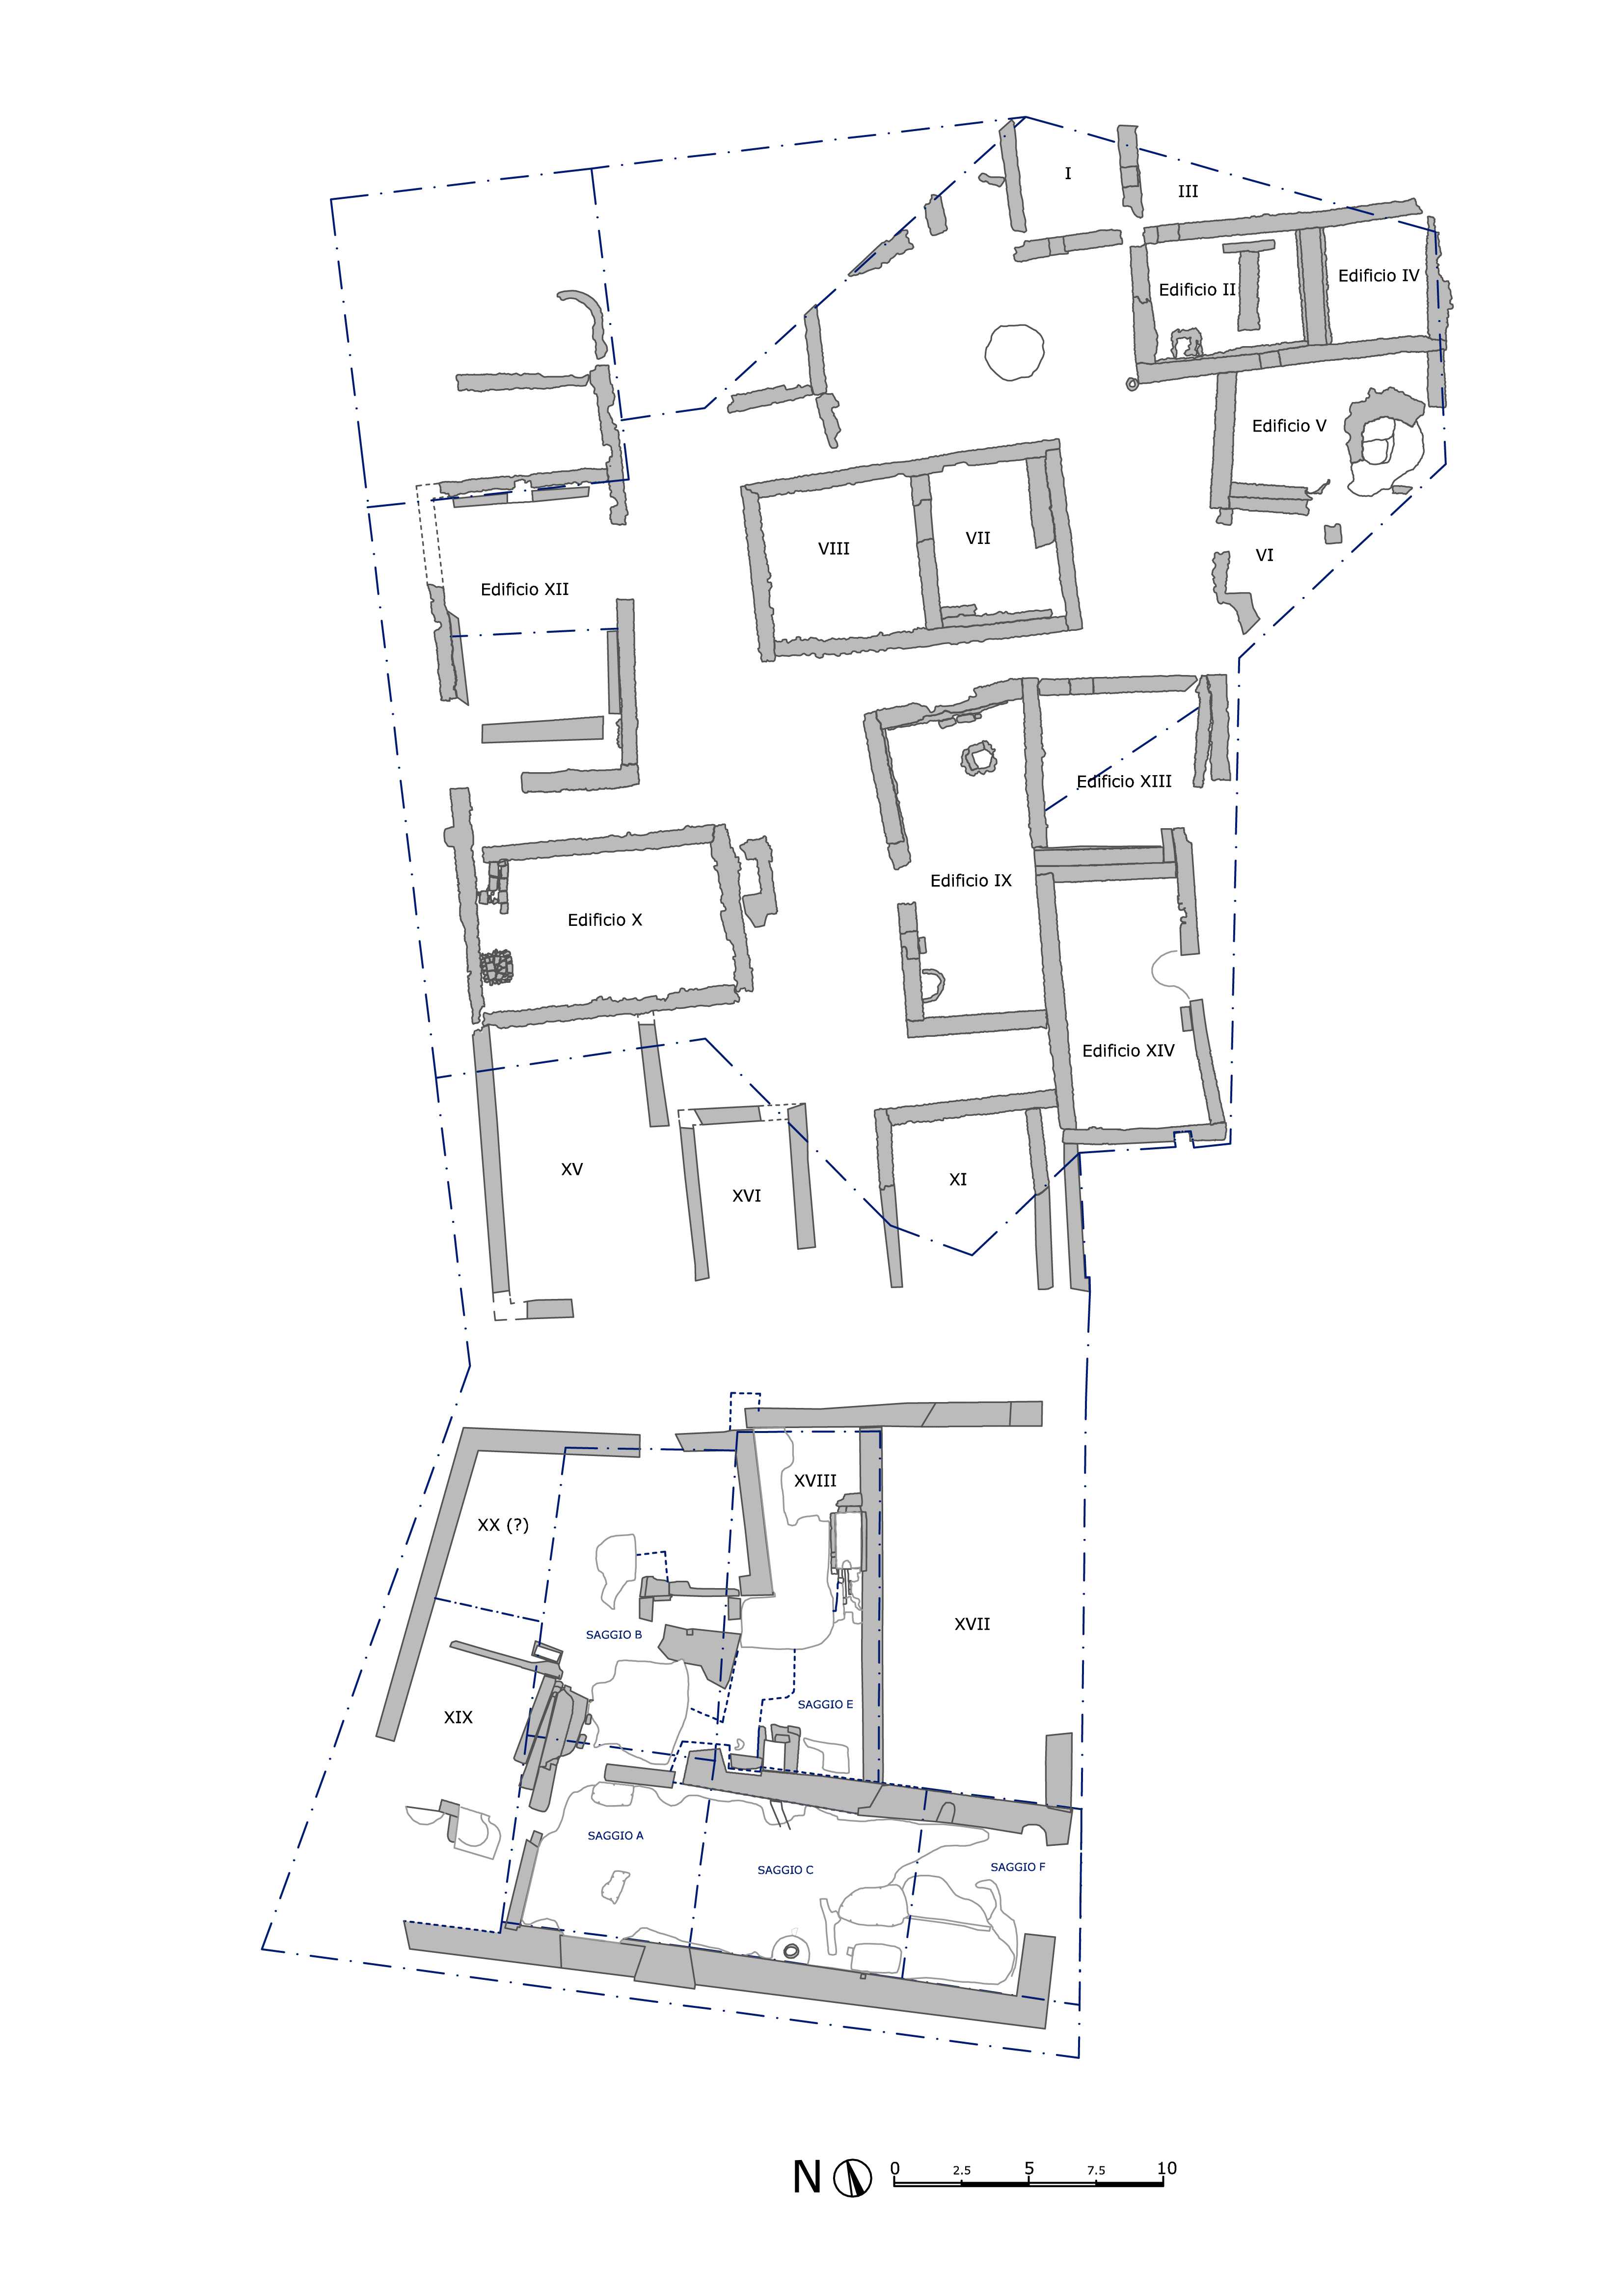 I
III
Edificio II
Edificio IV
Edificio V
VIII
VII
VI
Edificio XII
Edificio XIII
Edificio IX
Edificio X
Edificio XIV
XV
XVI
XI
XVIII
XX (?)
XVII
SAGGIO B
SAGGIO E
XIX
SAGGIO A
SAGGIO C
SAGGIO F
N
0 2.5 5 7.5 10